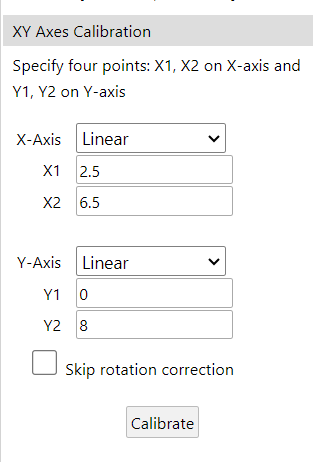 XY Axes Calibration
Specify four points: X1, X2 on X-axis and
Y1, Y2 on Y-axis
X-Axis Linear
X1 2.5
X2 6.5
Y-Axis Linear
Y1 0
Y2 8
Skip rotation correction
Calibrate